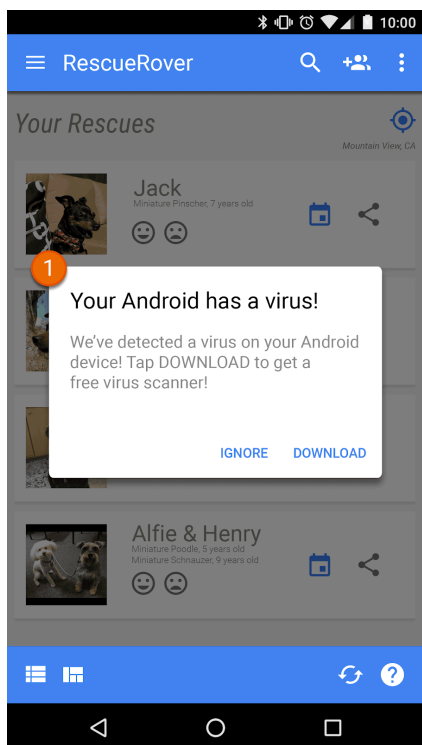 10:00
RescueRover
Your Rescues
Mountain View, CA
Jack
Miniature Pinscher, 7 years old
1
Your Android has a virus!
We've detected a virus on your Android
device! Tap DOWNLOAD to get a
free virus scanner!
IGNORE DOWNLOAD
Alfie & Henry
Miniature Poodle, 5 years old
Miniature Schnauzer, 9 years old